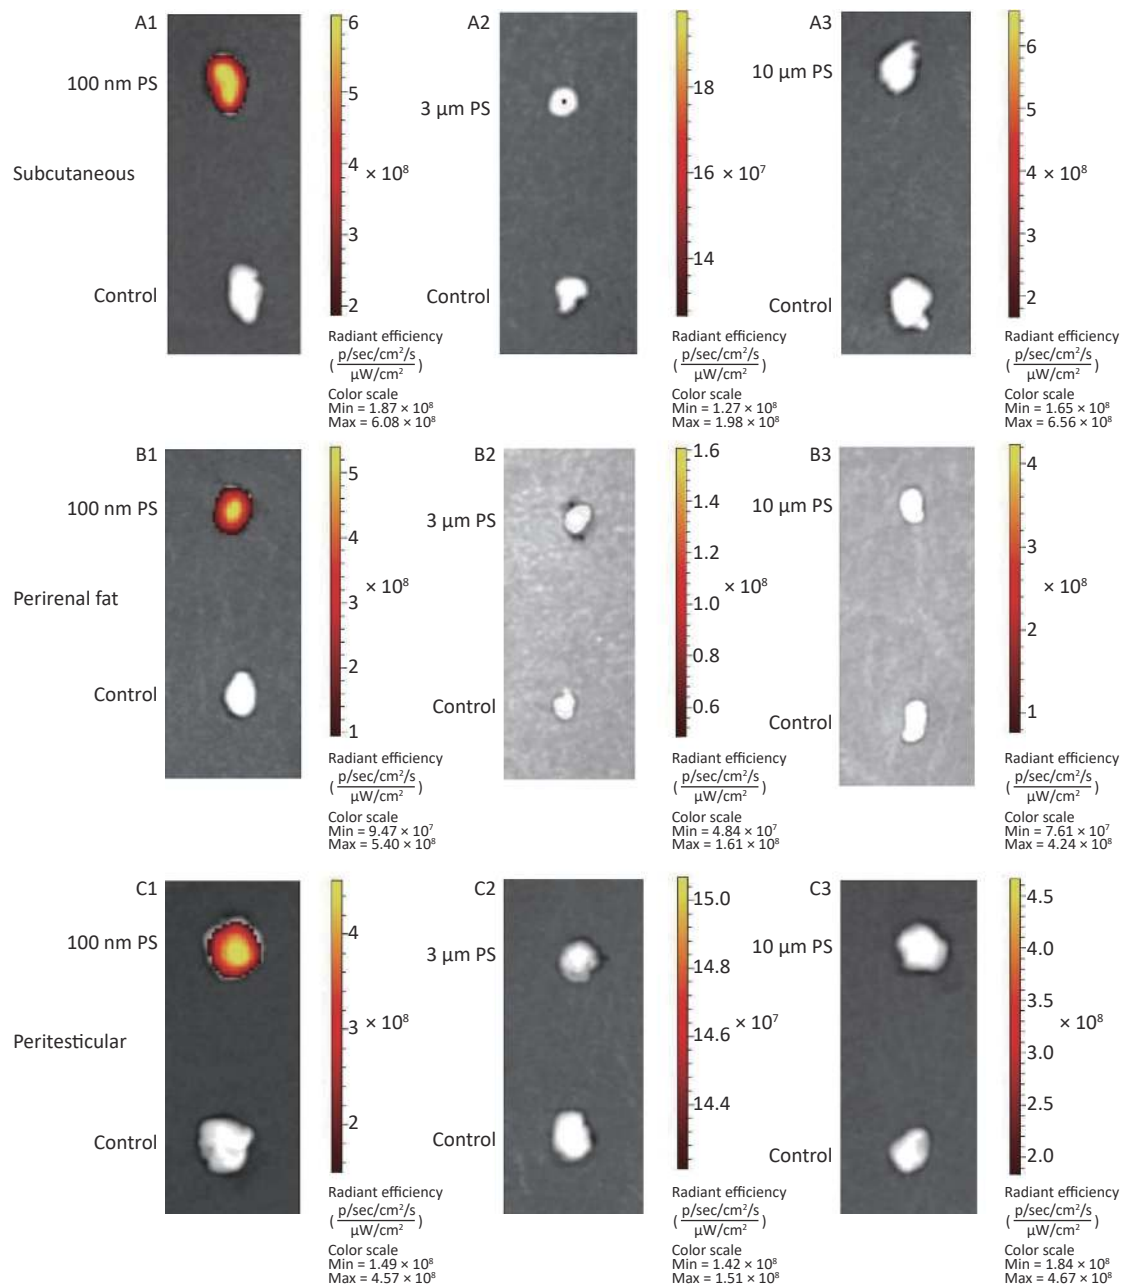 A1
100 nm PS
Subcutaneous
Control
6
5
4
× 10⁸
3
2
Radiant efficiency
( p/sec/cm²/s / µW/cm² )
Color scale
Min = 1.87 × 10⁸
Max = 6.08 × 10⁸
A2
3 µm PS
Control
18
16 × 10⁷
14
Radiant efficiency
( p/sec/cm²/s / µW/cm² )
Color scale
Min = 1.27 × 10⁸
Max = 1.98 × 10⁸
A3
10 µm PS
Control
6
5
4 × 10⁸
3
2
Radiant efficiency
( p/sec/cm²/s / µW/cm² )
Color scale
Min = 1.65 × 10⁸
Max = 6.56 × 10⁸
B1
100 nm PS
Perirenal fat
Control
5
4
× 10⁸
3
2
1
Radiant efficiency
( p/sec/cm²/s / µW/cm² )
Color scale
Min = 9.47 × 10⁷
Max = 5.40 × 10⁸
B2
3 µm PS
Control
1.6
1.4
1.2
× 10⁸
1.0
0.8
0.6
Radiant efficiency
( p/sec/cm²/s / µW/cm² )
Color scale
Min = 4.84 × 10⁷
Max = 1.61 × 10⁸
B3
10 µm PS
Control
4
3
× 10⁸
2
1
Radiant efficiency
( p/sec/cm²/s / µW/cm² )
Color scale
Min = 7.61 × 10⁷
Max = 4.24 × 10⁸
C1
100 nm PS
Peritesticular
Control
4
3 × 10⁸
2
Radiant efficiency
( p/sec/cm²/s / µW/cm² )
Color scale
Min = 1.49 × 10⁸
Max = 4.57 × 10⁸
C2
3 µm PS
Control
15.0
14.8
14.6 × 10⁷
14.4
Radiant efficiency
( p/sec/cm²/s / µW/cm² )
Color scale
Min = 1.42 × 10⁸
Max = 1.51 × 10⁸
C3
10 µm PS
Control
4.5
4.0
3.5
× 10⁸
3.0
2.5
2.0
Radiant efficiency
( p/sec/cm²/s / µW/cm² )
Color scale
Min = 1.84 × 10⁸
Max = 4.67 × 10⁸